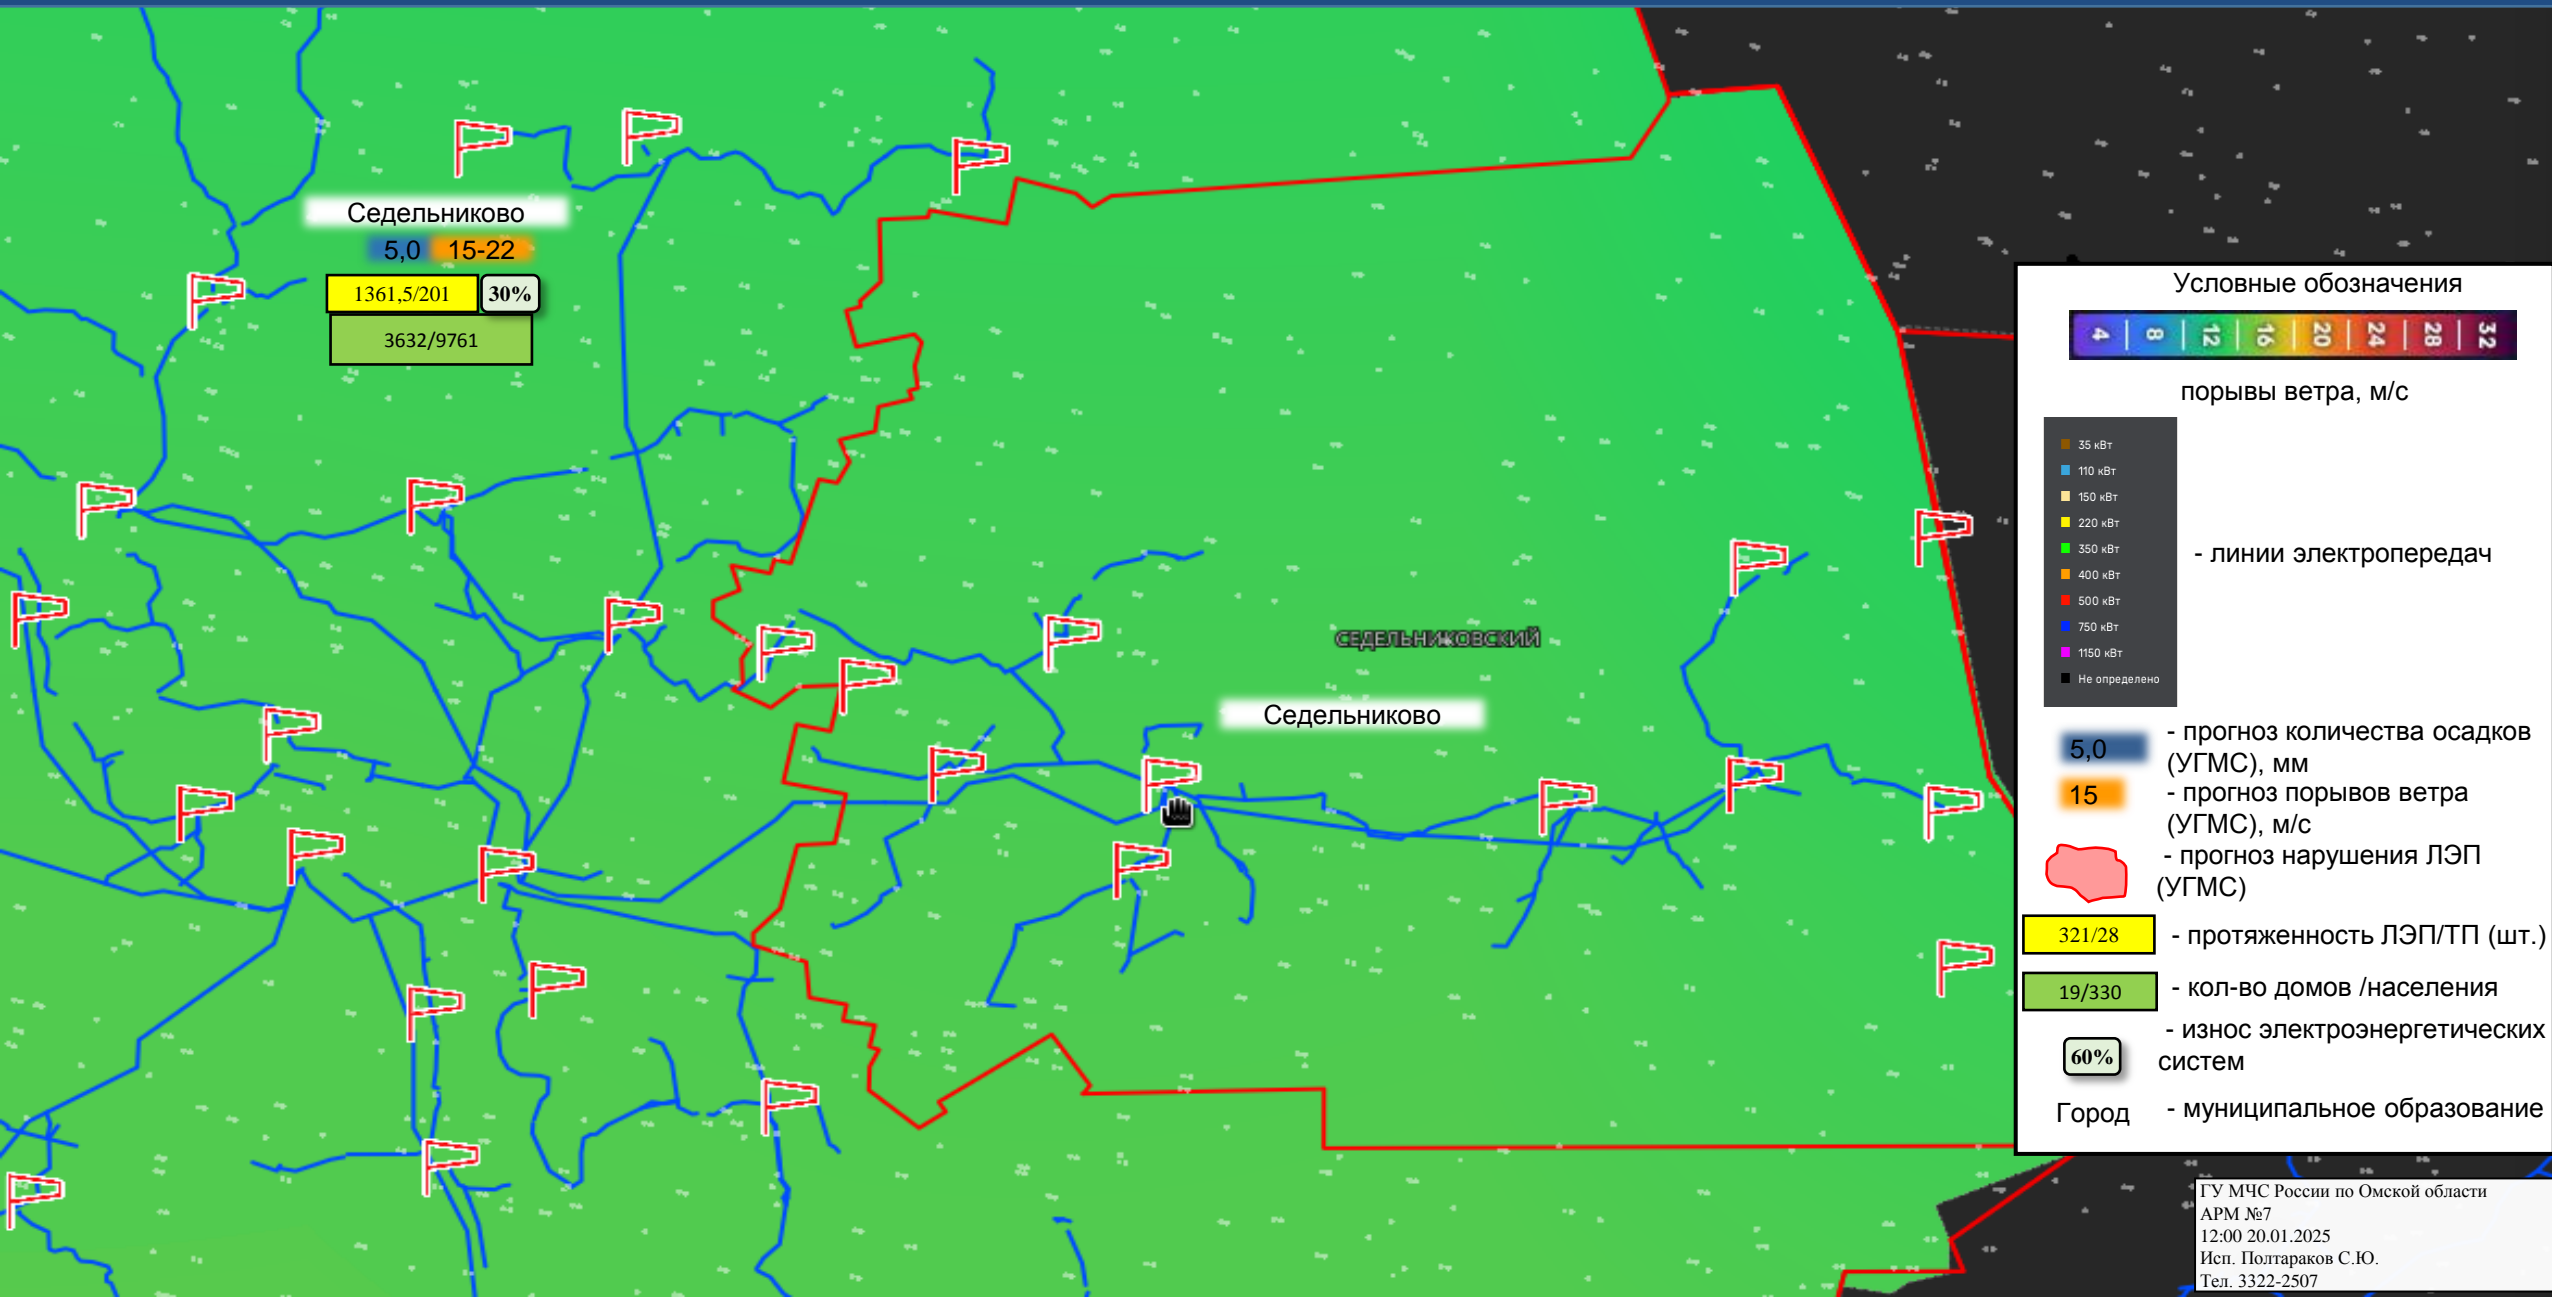 Седельниково
5,0 15-22
1361,5/201 30%
3632/9761
СЕДЕЛЬНИКОВСКИЙ
Седельниково
Условные обозначения
4 8 12 16 20 24 28 32
порывы ветра, м/с
35 кВт
110 кВт
150 кВт
220 кВт
350 кВт
400 кВт
500 кВт
750 кВт
1150 кВт
Не определено
- линии электропередач
5,0 - прогноз количества осадков
(УГМС), мм
15 - прогноз порывов ветра
(УГМС), м/с
- прогноз нарушения ЛЭП
(УГМС)
321/28 - протяженность ЛЭП/ТП (шт.)
19/330 - кол-во домов /населения
60% - износ электроэнергетических
систем
Город - муниципальное образование
ГУ МЧС России по Омской области
АРМ №7
12:00 20.01.2025
Исп. Полтараков С.Ю.
Тел. 3322-2507